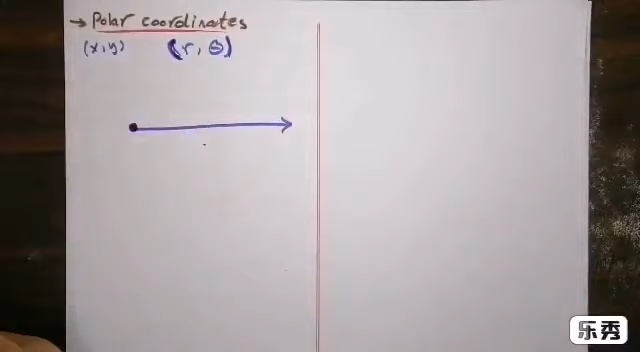 → Polar coordinates
(x,y) (r, θ)
乐秀